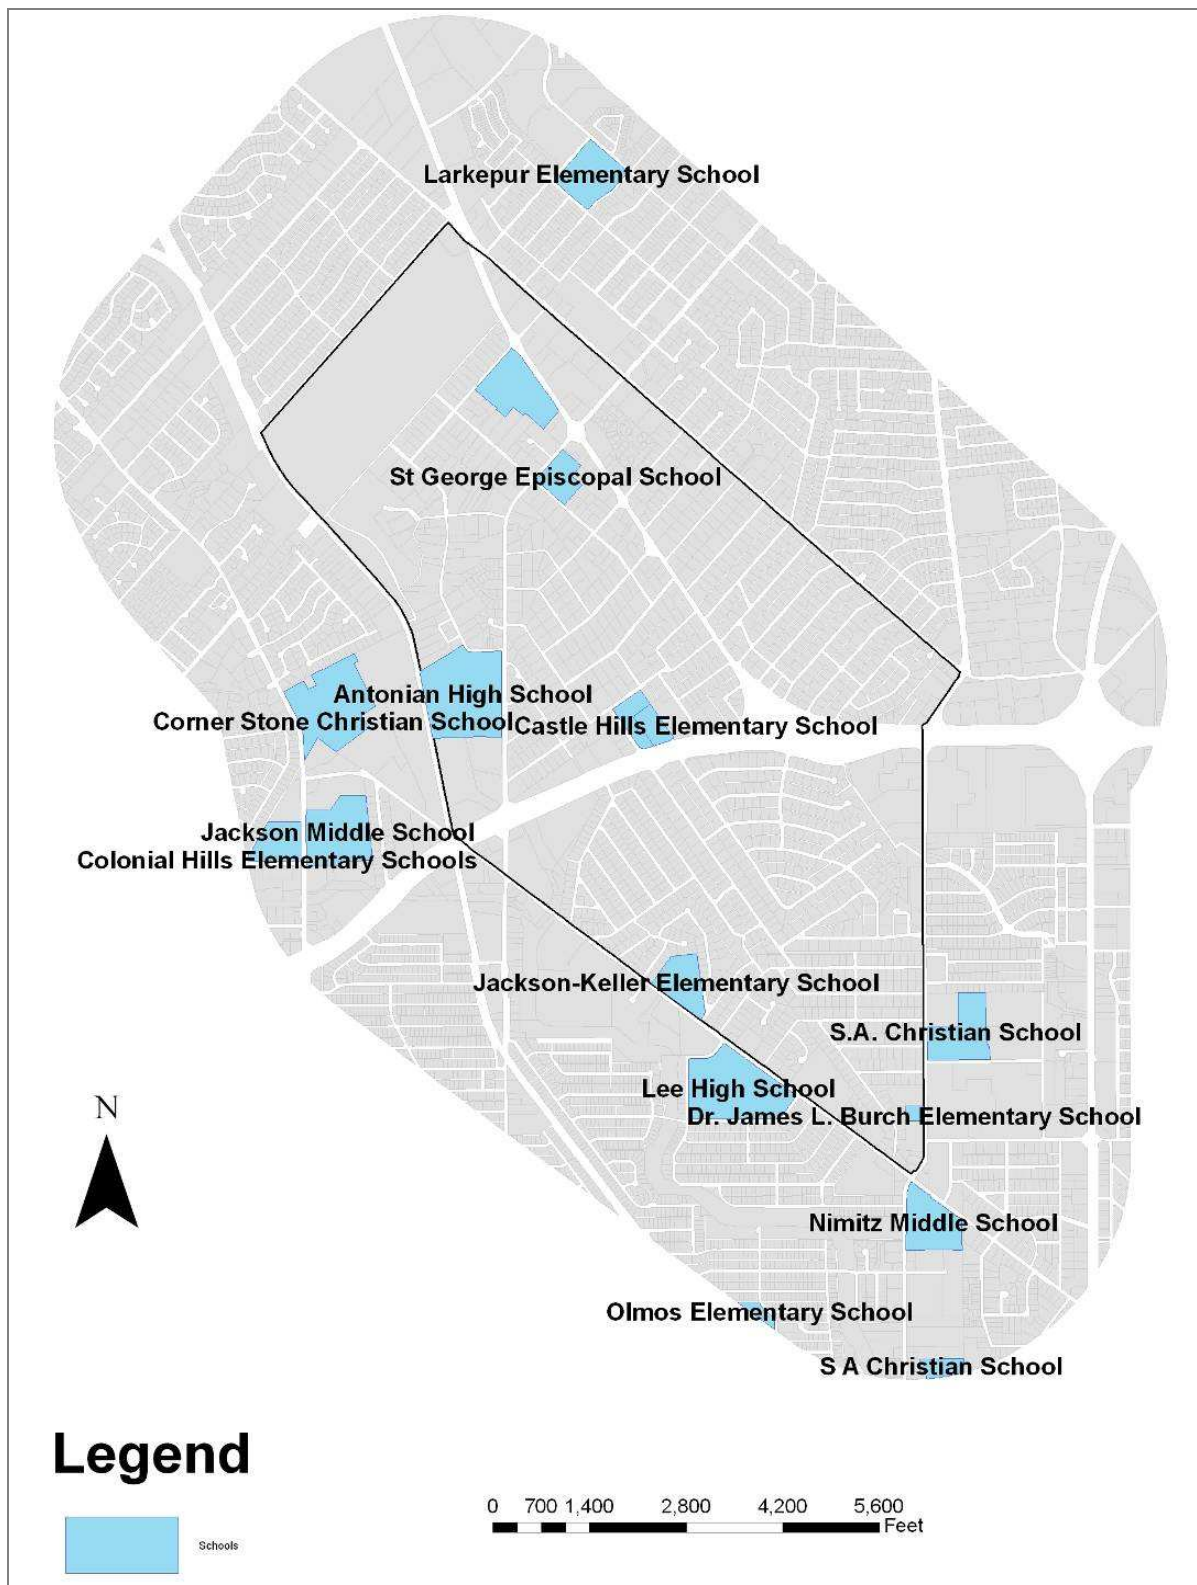 Larkepur Elementary School
St George Episcopal School
Antonian High School
Corner Stone Christian School
Castle Hills Elementary School
Jackson Middle School
Colonial Hills Elementary Schools
Jackson-Keller Elementary School
S.A. Christian School
Lee High School
Dr. James L. Burch Elementary School
N
Nimitz Middle School
Olmos Elementary School
S A Christian School
Legend
Schools
0 700 1,400 2,800 4,200 5,600
Feet